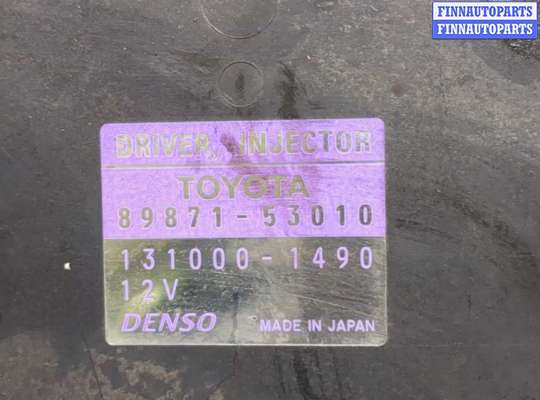 FINNAUTOPARTS
FINNAUTOPARTS
DRIVER, INJECTOR
TOYOTA
89871-53010
131000-1490
12V
DENSO MADE IN JAPAN